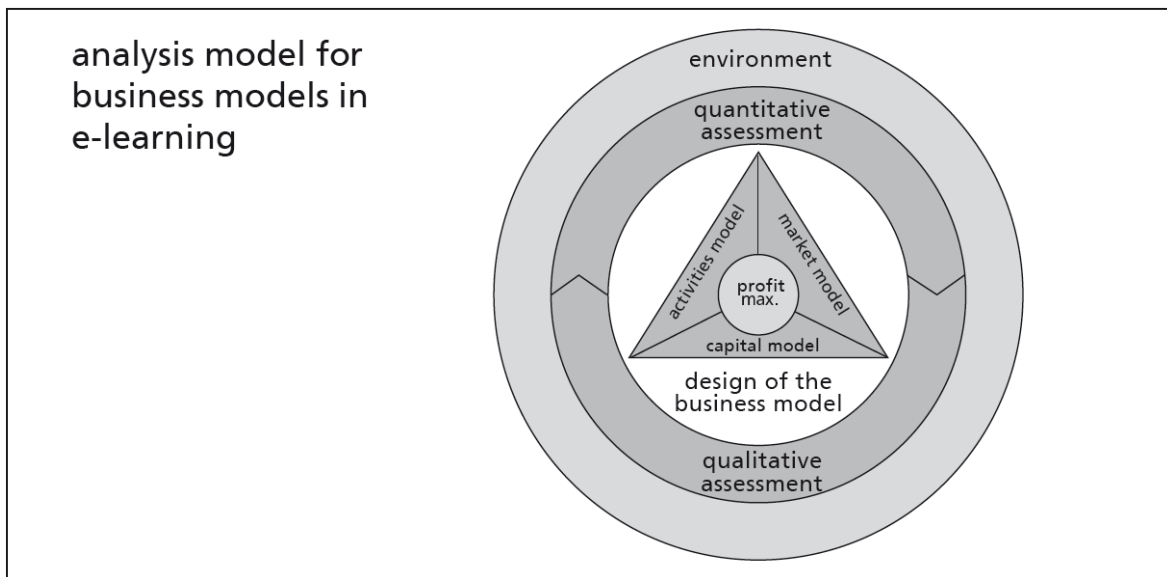 analysis model for
business models in
e-learning
environment
quantitative
assessment
activities model
market model
profit
max.
capital model
design of the
business model
qualitative
assessment